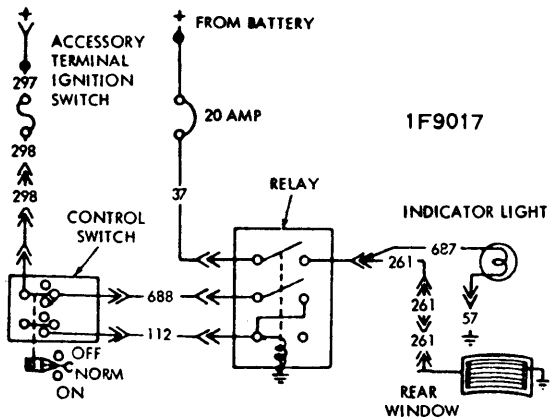 FROM BATTERY
ACCESSORY
TERMINAL
IGNITION
SWITCH
297
298
298
20 AMP
1F9017
37
RELAY
CONTROL
SWITCH
INDICATOR LIGHT
687
261
688
112
261
261
57
OFF
NORM
ON
REAR
WINDOW